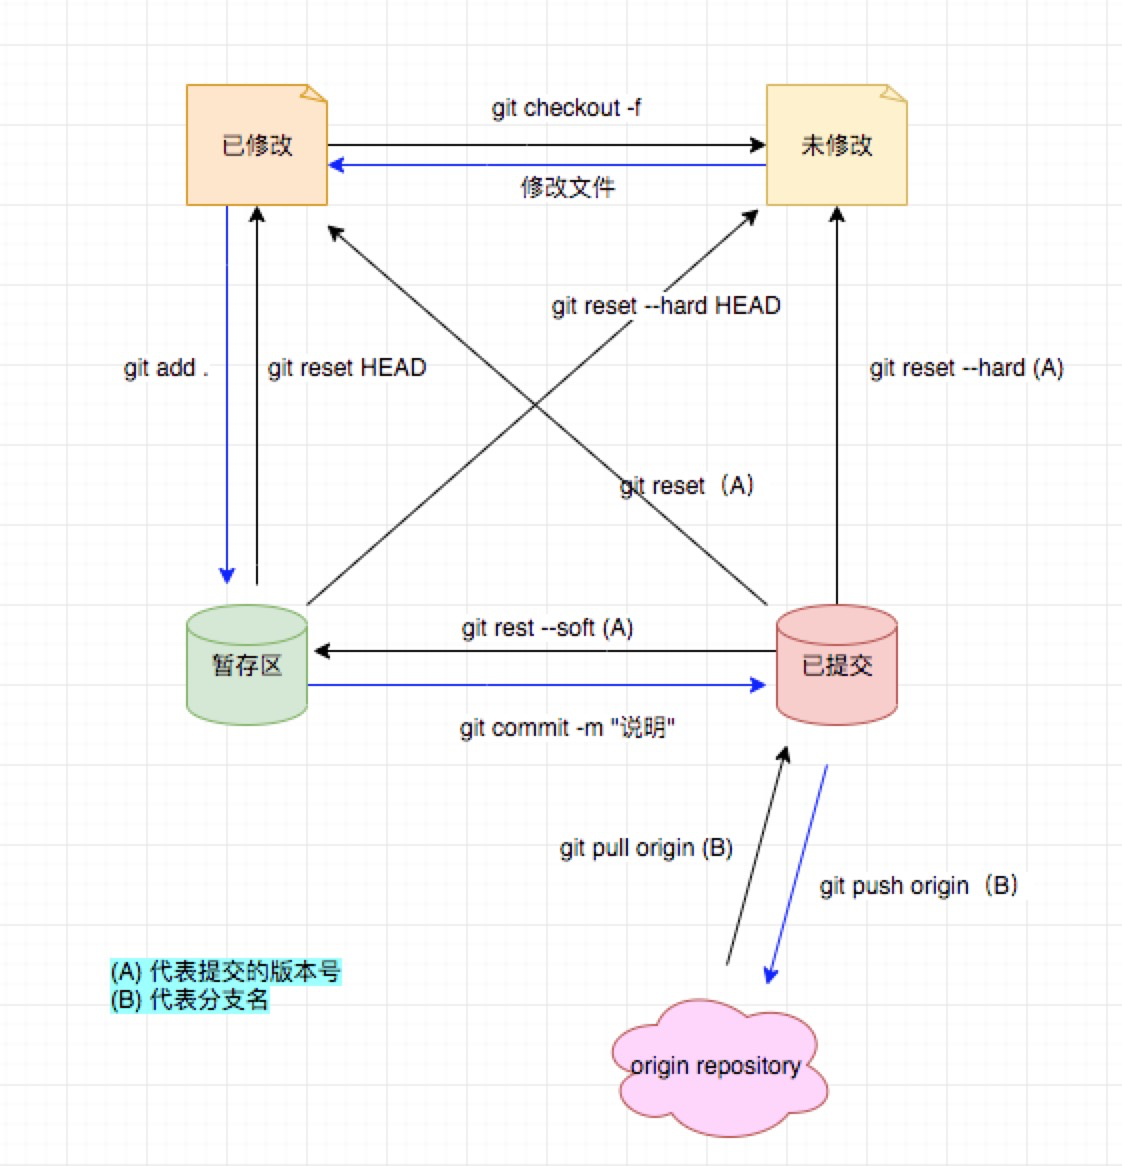 git checkout -f
已修改
未修改
修改文件
git reset --hard HEAD
git add .
git reset HEAD
git reset --hard (A)
git reset（A）
git rest --soft (A)
暂存区
已提交
git commit -m "说明"
git pull origin (B)
git push origin（B）
(A) 代表提交的版本号
(B) 代表分支名
origin repository